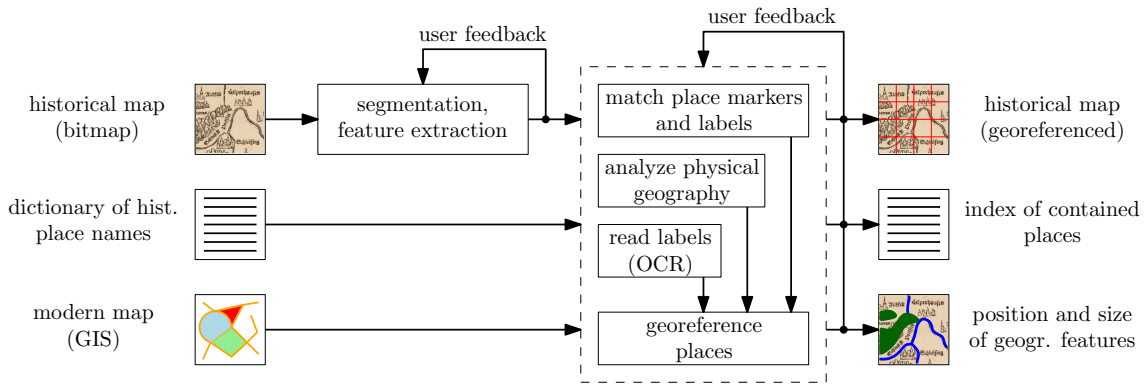 user feedback
user feedback
historical map
(bitmap)
segmentation,
feature extraction
match place markers
and labels
historical map
(georeferenced)
analyze physical
geography
dictionary of hist.
place names
read labels
(OCR)
index of contained
places
modern map
(GIS)
georeference
places
position and size
of geogr. features